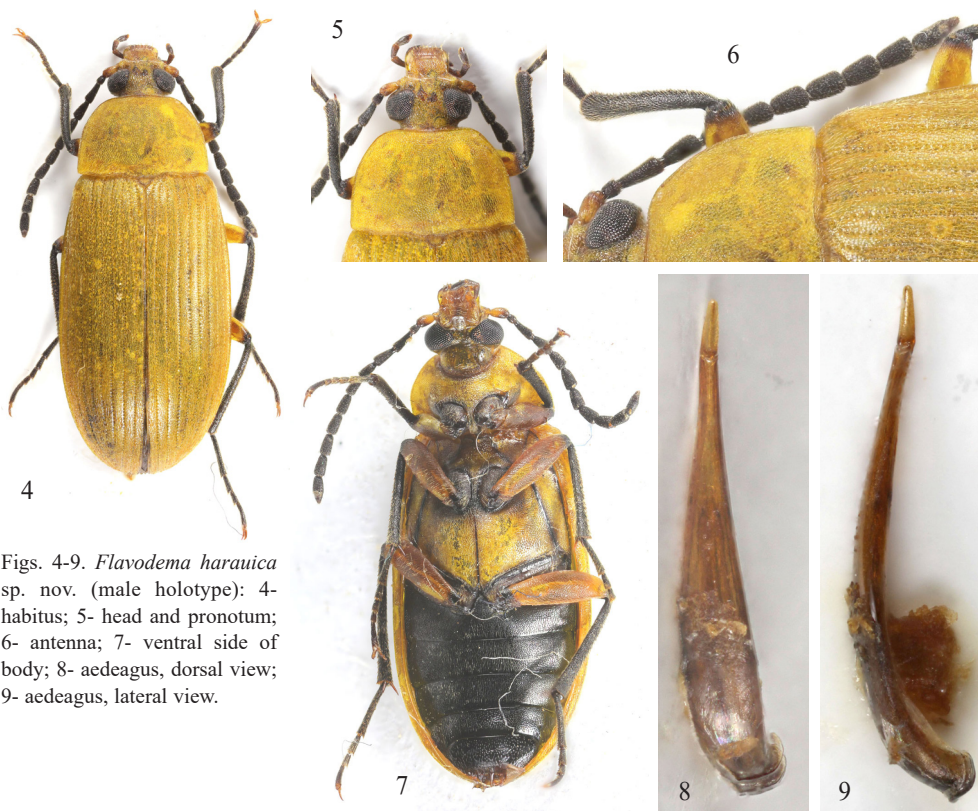 5
6
4
Figs. 4-9. Flavodema harauica
sp. nov. (male holotype): 4-
habitus; 5- head and pronotum;
6- antenna; 7- ventral side of
body; 8- aedeagus, dorsal view;
9- aedeagus, lateral view.
7
8
9